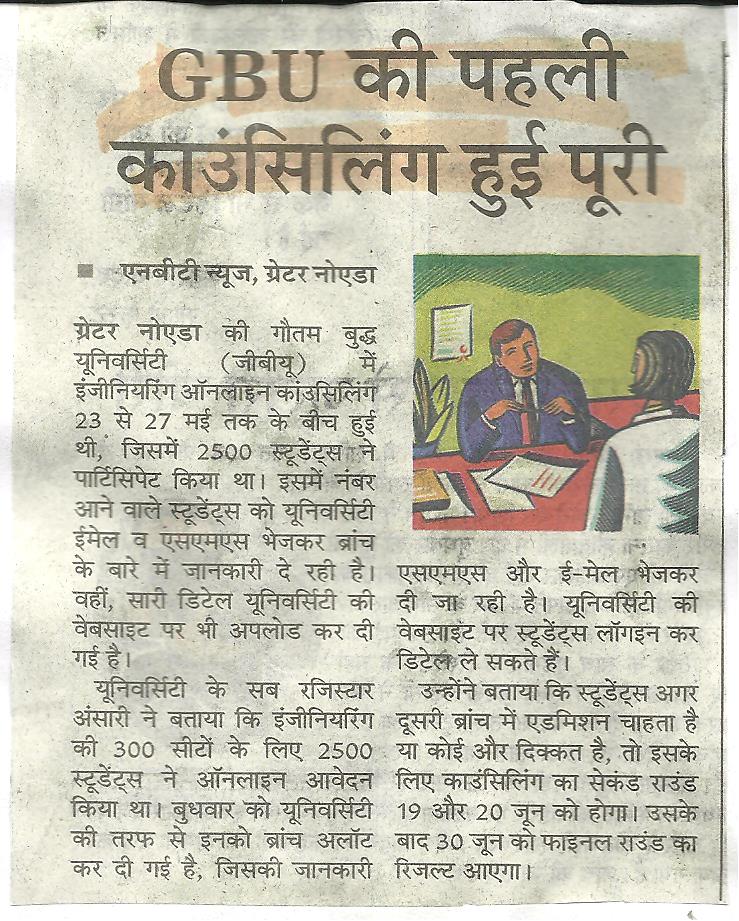 GBU की पहली
काउंसिलिंग हुई पूरी
■ एनबीटी न्यूज, ग्रेटर नोएडा
ग्रेटर नोएडा की गौतम बुद्ध
यूनिवर्सिटी (जीबीयू) में
इंजीनियरिंग ऑनलाइन काउंसिलिंग
23 से 27 मई तक के बीच हुई
थी, जिसमें 2500 स्टूडेंट्स ने
पार्टिसिपेट किया था। इसमें नंबर
आने वाले स्टूडेंट्स को यूनिवर्सिटी
ईमेल व एसएमएस भेजकर ब्रांच
के बारे में जानकारी दे रही है।
वहीं, सारी डिटेल यूनिवर्सिटी की
वेबसाइट पर भी अपलोड कर दी
गई है।
यूनिवर्सिटी के सब रजिस्टार
अंसारी ने बताया कि इंजीनियरिंग
की 300 सीटों के लिए 2500
स्टूडेंट्स ने ऑनलाइन आवेदन
किया था। बुधवार को यूनिवर्सिटी
की तरफ से इनको ब्रांच अलॉट
कर दी गई है, जिसकी जानकारी
एसएमएस और ई-मेल भेजकर
दी जा रही है। यूनिवर्सिटी की
वेबसाइट पर स्टूडेंट्स लॉगइन कर
डिटेल ले सकते हैं।
उन्होंने बताया कि स्टूडेंट्स अगर
दूसरी ब्रांच में एडमिशन चाहता है
या कोई और दिक्कत है, तो इसके
लिए काउंसिलिंग का सेकंड राउंड
19 और 20 जून को होगा। उसके
बाद 30 जून को फाइनल राउंड का
रिजल्ट आएगा।